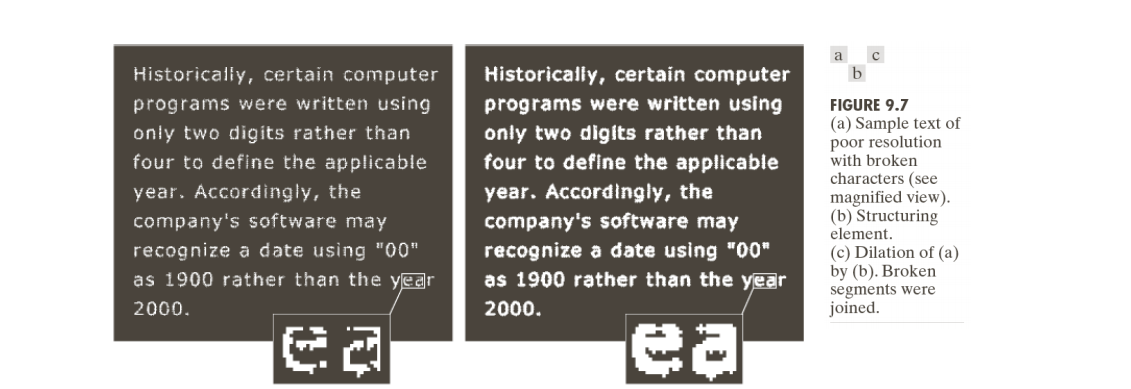 Historically, certain computer
programs were written using
only two digits rather than
four to define the applicable
year. Accordingly, the
company's software may
recognize a date using "00"
as 1900 rather than the year
2000.
ea
Historically, certain computer
programs were written using
only two digits rather than
four to define the applicable
year. Accordingly, the
company's software may
recognize a date using "00"
as 1900 rather than the year
2000.
ea
a c
b
FIGURE 9.7
(a) Sample text of
poor resolution
with broken
characters (see
magnified view).
(b) Structuring
element.
(c) Dilation of (a)
by (b). Broken
segments were
joined.